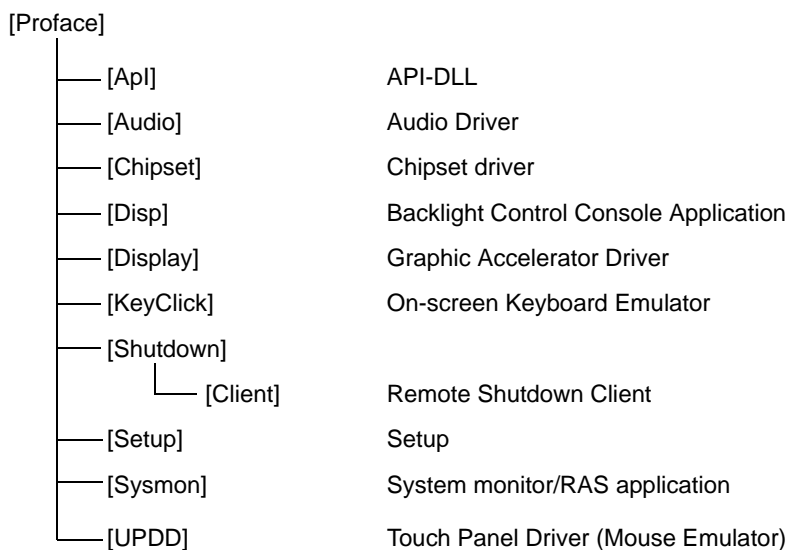 [Proface]
[ApI] API-DLL
[Audio] Audio Driver
[Chipset] Chipset driver
[Disp] Backlight Control Console Application
[Display] Graphic Accelerator Driver
[KeyClick] On-screen Keyboard Emulator
[Shutdown]
[Client] Remote Shutdown Client
[Setup] Setup
[Sysmon] System monitor/RAS application
[UPDD] Touch Panel Driver (Mouse Emulator)